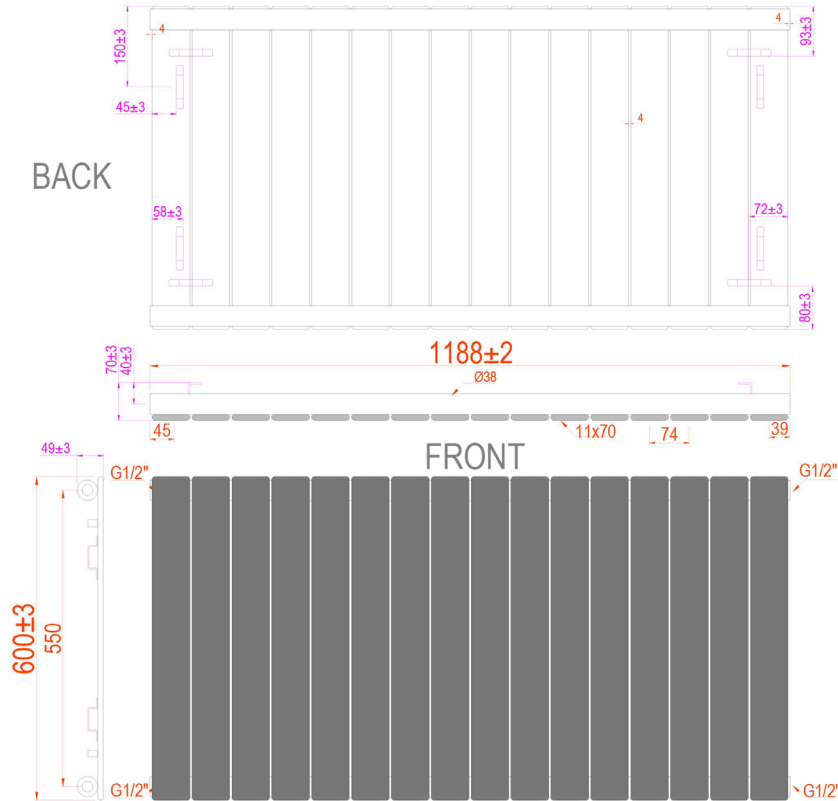 4
4
150±3
93±3
45±3
4
BACK
58±3
72±3
80±3
1188±2
70±3
40±3
Ø38
45
11x70
74
39
FRONT
49±3
G1/2"
G1/2"
600±3
550
G1/2"
G1/2"